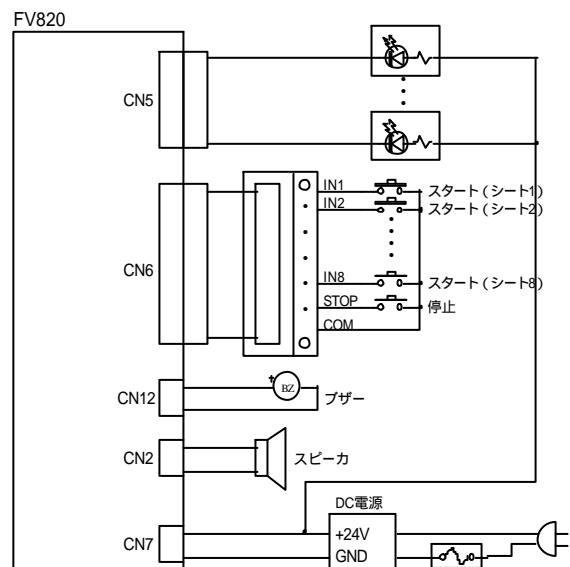 FV820
CN5
IN1
スタート（シート1）
IN2
スタート（シート2）
CN6
IN8
スタート（シート8）
STOP
停止
COM
CN12
+
BZ
ブザー
CN2
スピーカ
DC電源
CN7
+24V
GND